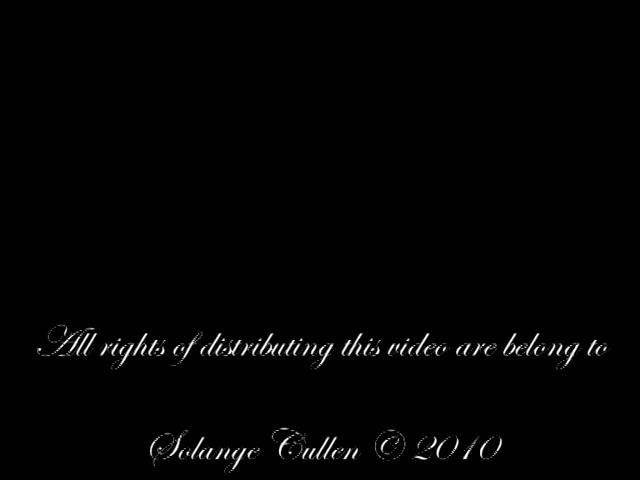 All rights of distributing this video are belong to
Solange Cullen © 2010